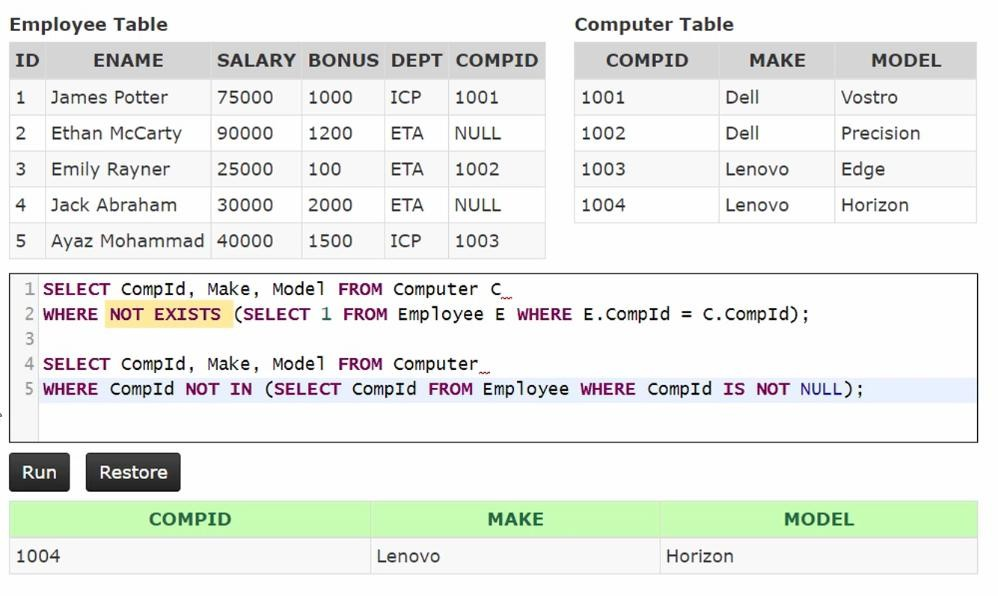 Employee Table
ID ENAME SALARY BONUS DEPT COMPID
1 James Potter 75000 1000 ICP 1001
2 Ethan McCarty 90000 1200 ETA NULL
3 Emily Rayner 25000 100 ETA 1002
4 Jack Abraham 30000 2000 ETA NULL
5 Ayaz Mohammad 40000 1500 ICP 1003
Computer Table
COMPID MAKE MODEL
1001 Dell Vostro
1002 Dell Precision
1003 Lenovo Edge
1004 Lenovo Horizon
1 SELECT CompId, Make, Model FROM Computer C
2 WHERE NOT EXISTS (SELECT 1 FROM Employee E WHERE E.CompId = C.CompId);
3
4 SELECT CompId, Make, Model FROM Computer
5 WHERE CompId NOT IN (SELECT CompId FROM Employee WHERE CompId IS NOT NULL);
Run Restore
COMPID MAKE MODEL
1004 Lenovo Horizon